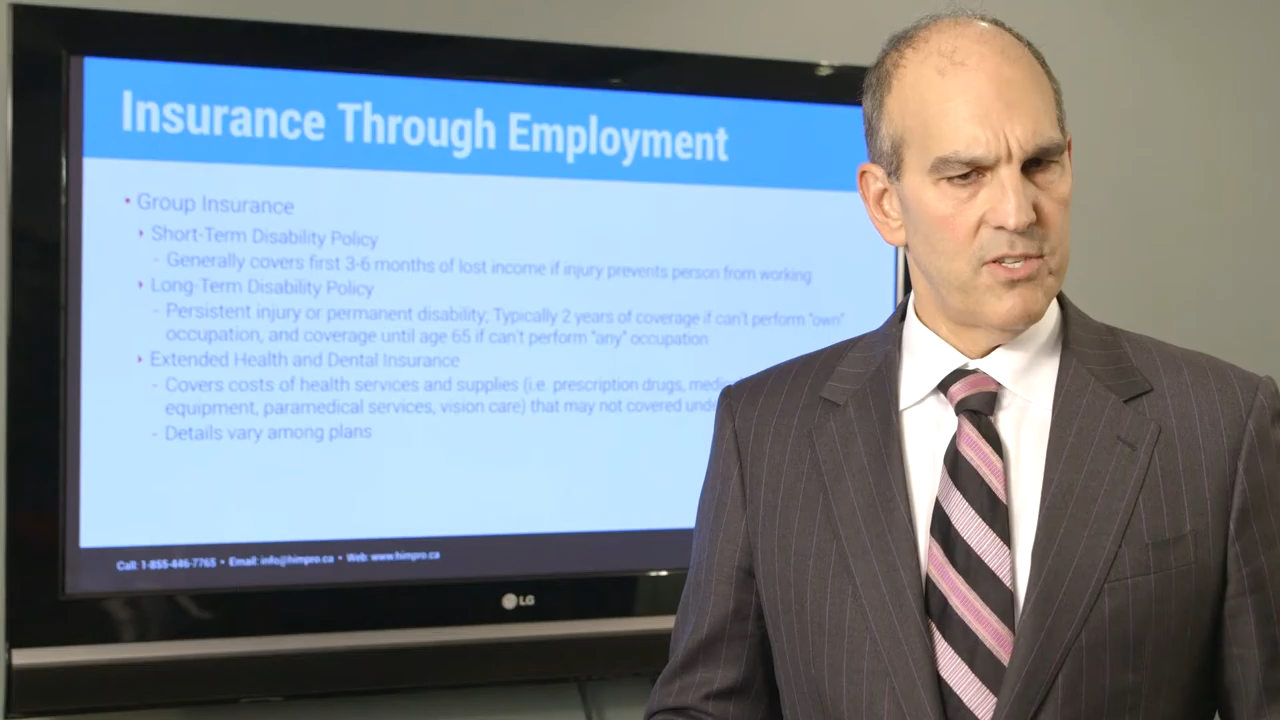 Insurance Through Employment
• Group Insurance
Short-Term Disability Policy
- Generally covers first 3-6 months of lost income if injury prevents person from working
Long-Term Disability Policy
- Persistent injury or permanent disability; Typically 2 years of coverage if can't perform "own"
occupation, and coverage until age 65 if can't perform "any" occupation
Extended Health and Dental Insurance
- Covers costs of health services and supplies (i.e. prescription drugs,
equipment, paramedical services, vision care) that may not covered
- Details vary among plans
Call: 1-855-446-7765 • Email: info@himpro.ca • Web: www.himpro.ca
LG